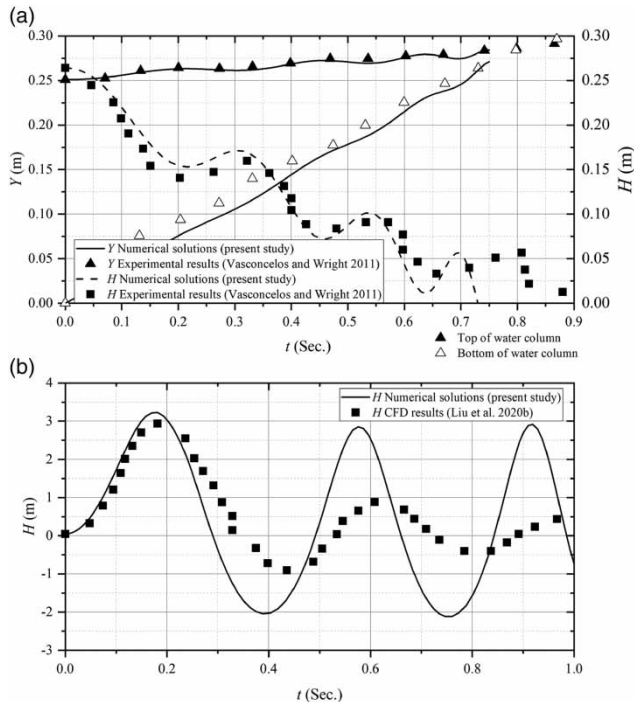 (a)
0.30
0.25
0.20
0.15
0.10
0.05
0.00
Y (m)
0.30
0.25
0.20
0.15
0.10
0.05
0.00
H (m)
Y Numerical solutions (present study)
Y Experimental results (Vasconcelos and Wright 2011)
H Numerical solutions (present study)
H Experimental results (Vasconcelos and Wright 2011)
0.0 0.1 0.2 0.3 0.4 0.5 0.6 0.7 0.8 0.9
t (Sec.)
Top of water column
Bottom of water column
(b)
4
3
2
1
0
-1
-2
-3
H (m)
H Numerical solutions (present study)
H CFD results (Liu et al. 2020b)
0.0 0.2 0.4 0.6 0.8 1.0
t (Sec.)